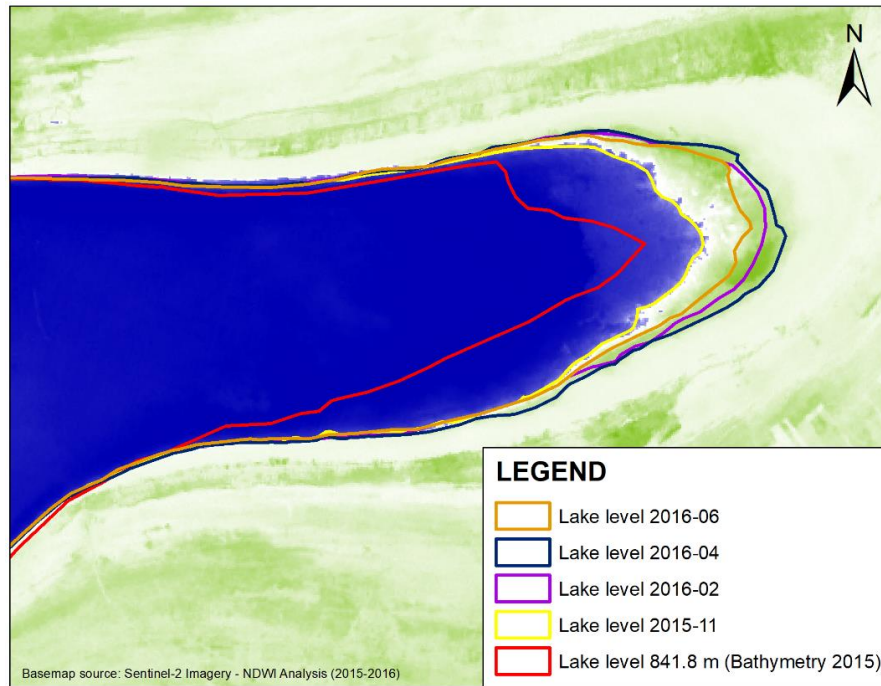 N
LEGEND
Lake level 2016-06
Lake level 2016-04
Lake level 2016-02
Lake level 2015-11
Lake level 841.8 m (Bathymetry 2015)
Basemap source: Sentinel-2 Imagery - NDWI Analysis (2015-2016)